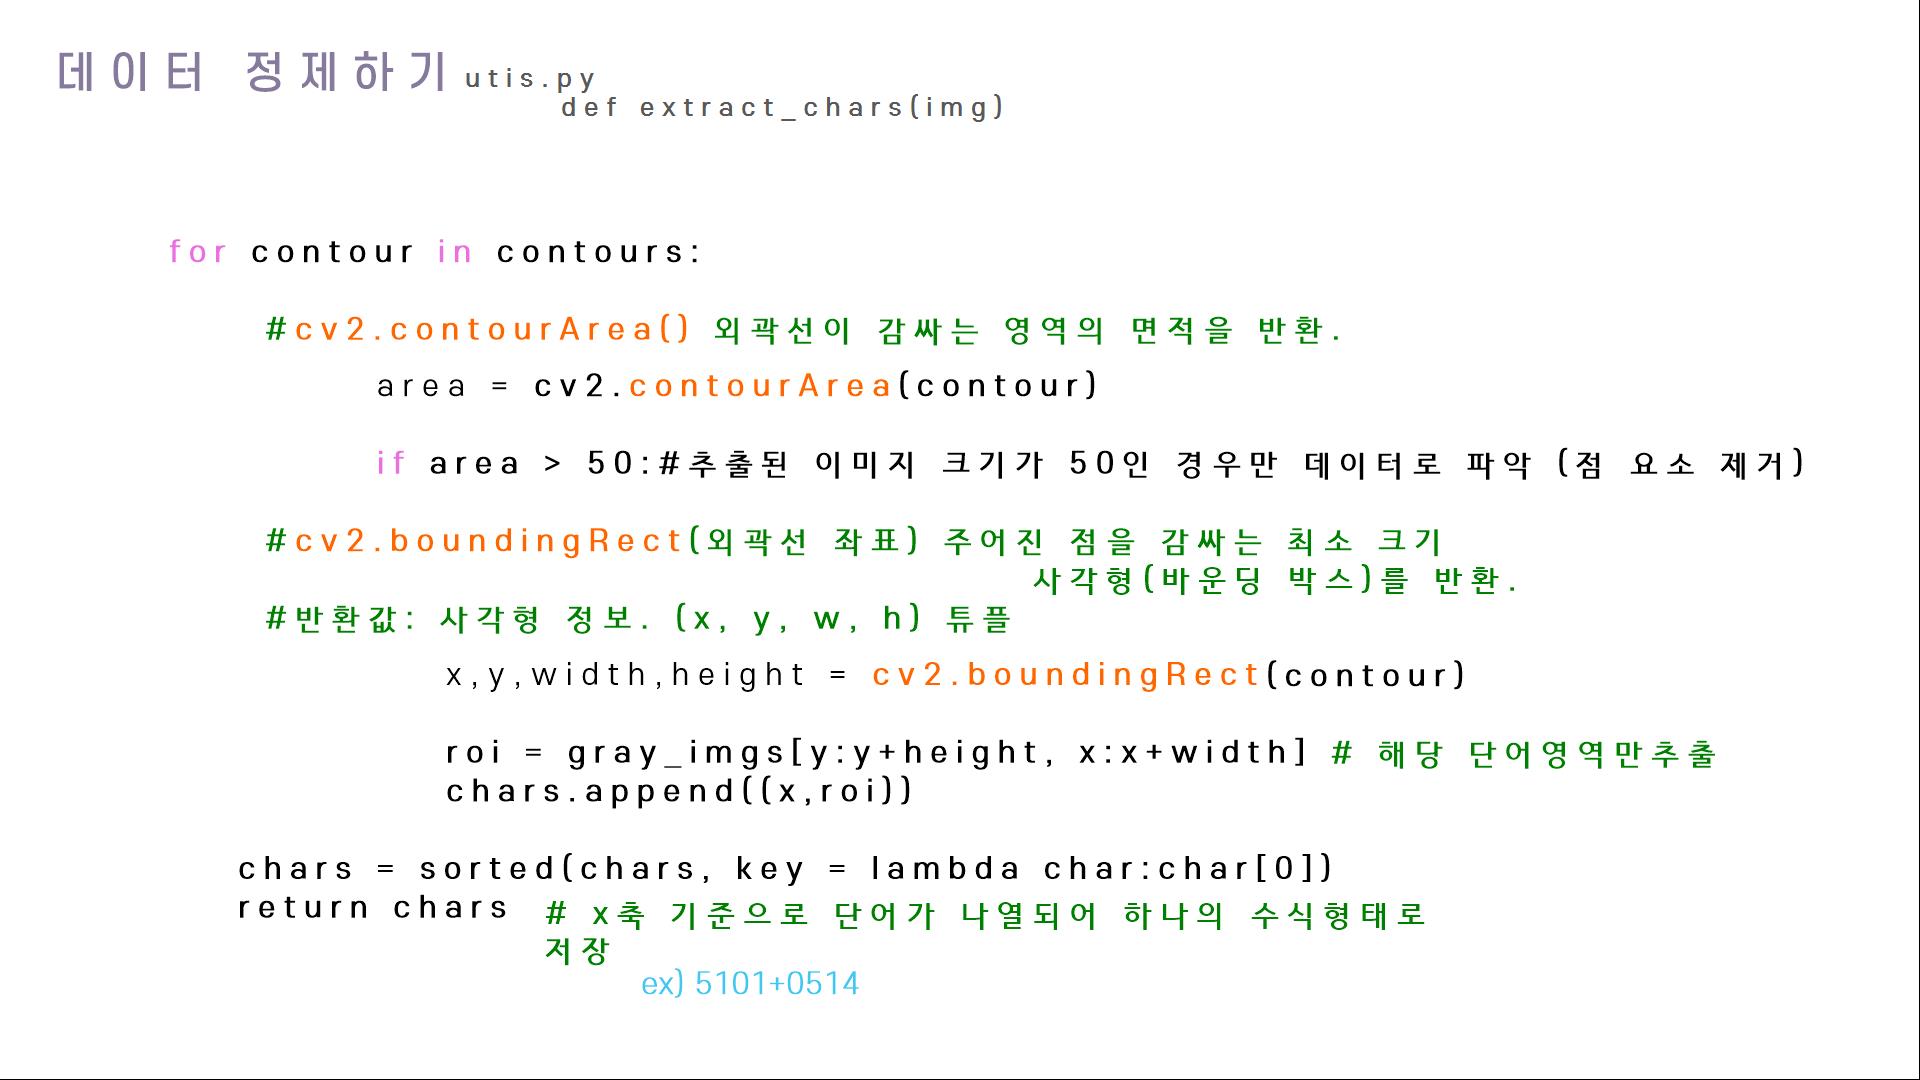 데이터 정제하기 utis.py
def extract_chars(img)
for contour in contours:
#cv2.contourArea() 외곽선이 감싸는 영역의 면적을 반환.
area = cv2.contourArea(contour)
if area > 50:#추출된 이미지 크기가 50인 경우만 데이터로 파악 (점 요소 제거)
#cv2.boundingRect(외곽선 좌표) 주어진 점을 감싸는 최소 크기
사각형(바운딩 박스)를 반환.
#반환값: 사각형 정보. (x, y, w, h) 튜플
x,y,width,height = cv2.boundingRect(contour)
roi = gray_imgs[y:y+height, x:x+width] # 해당 단어영역만추출
chars.append((x,roi))
chars = sorted(chars, key = lambda char:char[0])
return chars # x축 기준으로 단어가 나열되어 하나의 수식형태로
저장
ex) 5101+0514